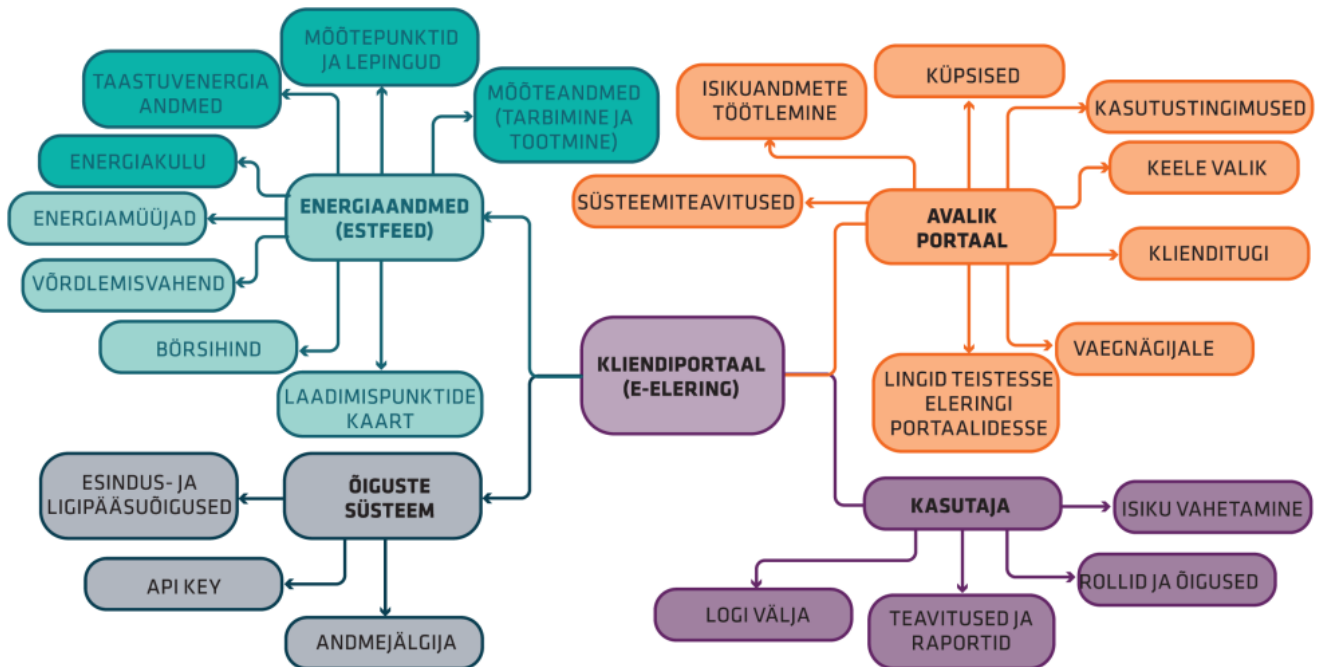 MÕÕTEPUNKTID
JA LEPINGUD
TAASTUVENERGIA
ANDMED
MÕÕTEANDMED
(TARBIMINE JA
TOOTMINE)
ENERGIAKULU
ENERGIAMÜÜJAD
ENERGIAANDMED
(ESTFEED)
VÕRDLEMISVAHEND
BÖRSIHIND
LAADIMISPUNKTIDE
KAART
ISIKUANDMETE
TÖÖTLEMINE
KÜPSISED
KASUTUSTINGIMUSED
KEELE VALIK
SÜSTEEMITEAVITUSED
AVALIK
PORTAAL
KLIENDITUGI
VAEGNÄGIJALE
LINGID TEISTESSE
ELERINGI
PORTAALIDESSE
KLIENDIPORTAAL
(E-ELERING)
ESINDUS- JA
LIGIPÄÄSUÕIGUSED
ÕIGUSTE
SÜSTEEM
API KEY
ANDMEJÄLGIJA
KASUTAJA
ISIKU VAHETAMINE
ROLLID JA ÕIGUSED
LOGI VÄLJA
TEAVITUSED JA
RAPORTID